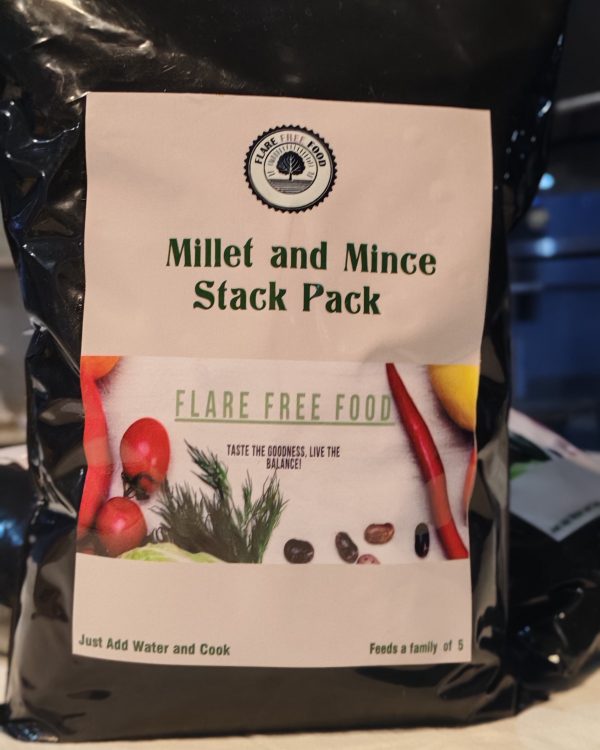 FLARE FREE FOOD
Millet and Mince
Stack Pack
FLARE FREE FOOD
TASTE THE GOODNESS, LIVE THE
BALANCE!
Just Add Water and Cook
Feeds a family of 5